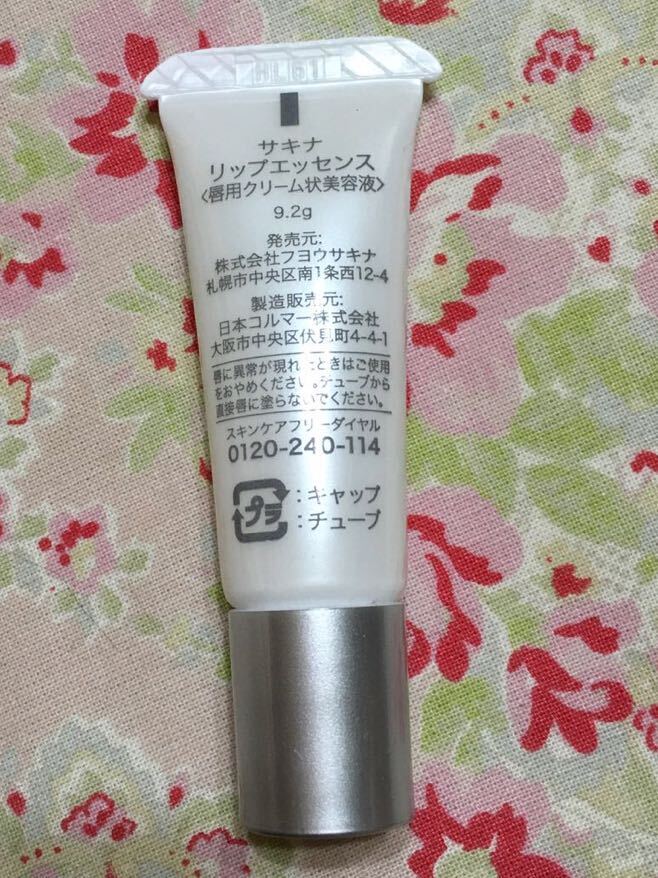 サキナ
リップエッセンス
〈唇用クリーム状美容液〉
9.2g
発売元:
株式会社フヨウサキナ
札幌市中央区南1条西12-4
製造販売元:
日本コルマー株式会社
大阪市中央区伏見町4-4-1
唇に異常が現れたときはご使用
をおやめください。チューブから
直接唇に塗らないでください。
スキンケアフリーダイヤル
0120-240-114
プラ
:キャップ
:チューブ